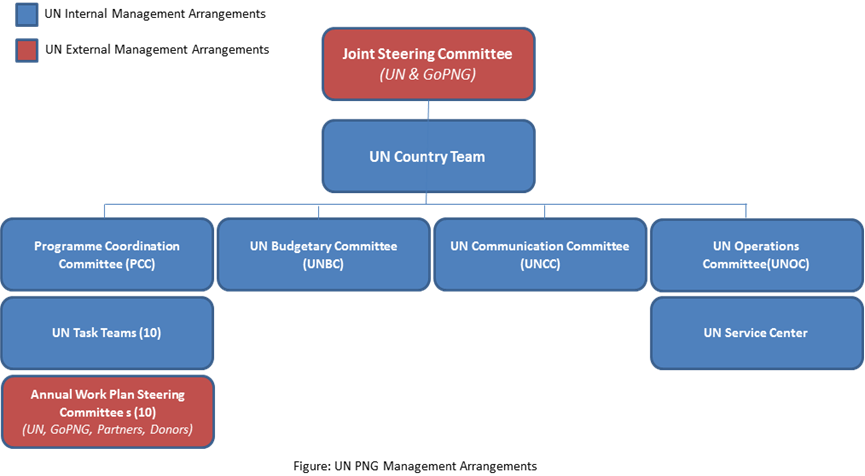 UN Internal Management Arrangements
UN External Management Arrangements
Joint Steering Committee
(UN & GoPNG)
UN Country Team
Programme Coordination
Committee (PCC)
UN Budgetary Committee
(UNBC)
UN Communication Committee
(UNCC)
UN Operations
Committee(UNOC)
UN Task Teams (10)
UN Service Center
Annual Work Plan Steering
Committee s (10)
(UN, GoPNG, Partners, Donors)
Figure: UN PNG Management Arrangements